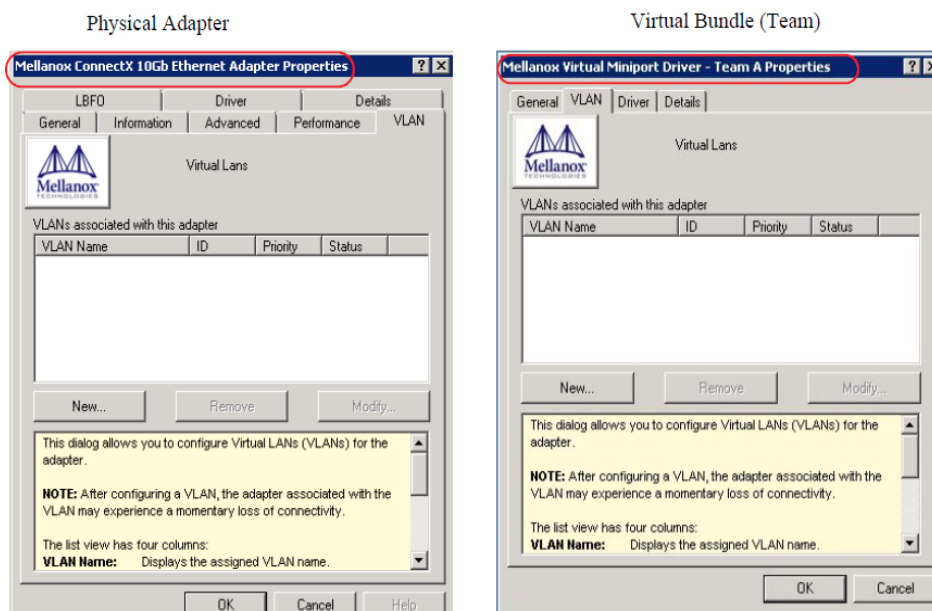 Physical Adapter
Mellanox ConnectX 10Gb Ethernet Adapter Properties
LBFO Driver Details
General Information Advanced Performance VLAN
Mellanox
TECHNOLOGIES
Virtual Lans
VLANs associated with this adapter
VLAN Name ID Priority Status
New... Remove Modify...
This dialog allows you to configure Virtual LANs (VLANs) for the
adapter.
NOTE: After configuring a VLAN, the adapter associated with the
VLAN may experience a momentary loss of connectivity.
The list view has four columns:
VLAN Name: Displays the assigned VLAN name.
OK Cancel Help
Virtual Bundle (Team)
Mellanox Virtual Miniport Driver - Team A Properties
General VLAN Driver Details
Mellanox
TECHNOLOGIES
Virtual Lans
VLANs associated with this adapter
VLAN Name ID Priority Status
New... Remove Modify...
This dialog allows you to configure Virtual LANs (VLANs) for the
adapter.
NOTE: After configuring a VLAN, the adapter associated with the
VLAN may experience a momentary loss of connectivity.
The list view has four columns:
VLAN Name: Displays the assigned VLAN name.
OK Cancel